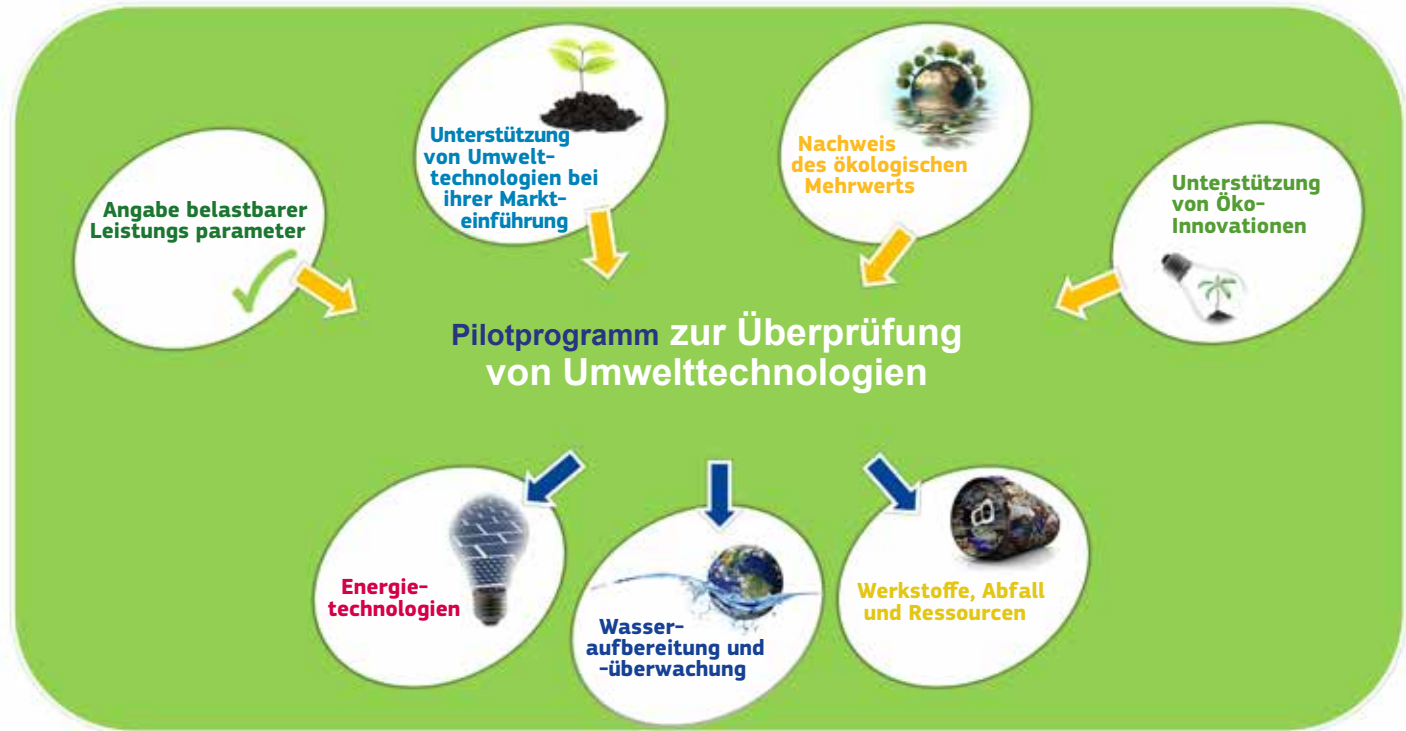 Unterstützung
von Umwelt-
technologien bei
ihrer Markt-
einführung
Nachweis
des ökologischen
Mehrwerts
Angabe belastbarer
Leistungs parameter
Unterstützung
von Öko-
Innovationen
Pilotprogramm zur Überprüfung
von Umwelttechnologien
Energie-
technologien
Wasser-
aufbereitung und
-überwachung
Werkstoffe, Abfall
und Ressourcen